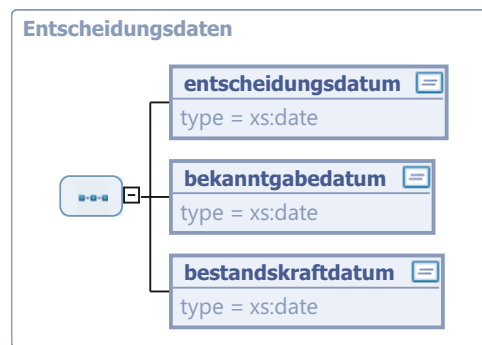 Entscheidungsdaten
entscheidungsdatum
type = xs:date
bekanntgabedatum
type = xs:date
bestandskraftdatum
type = xs:date